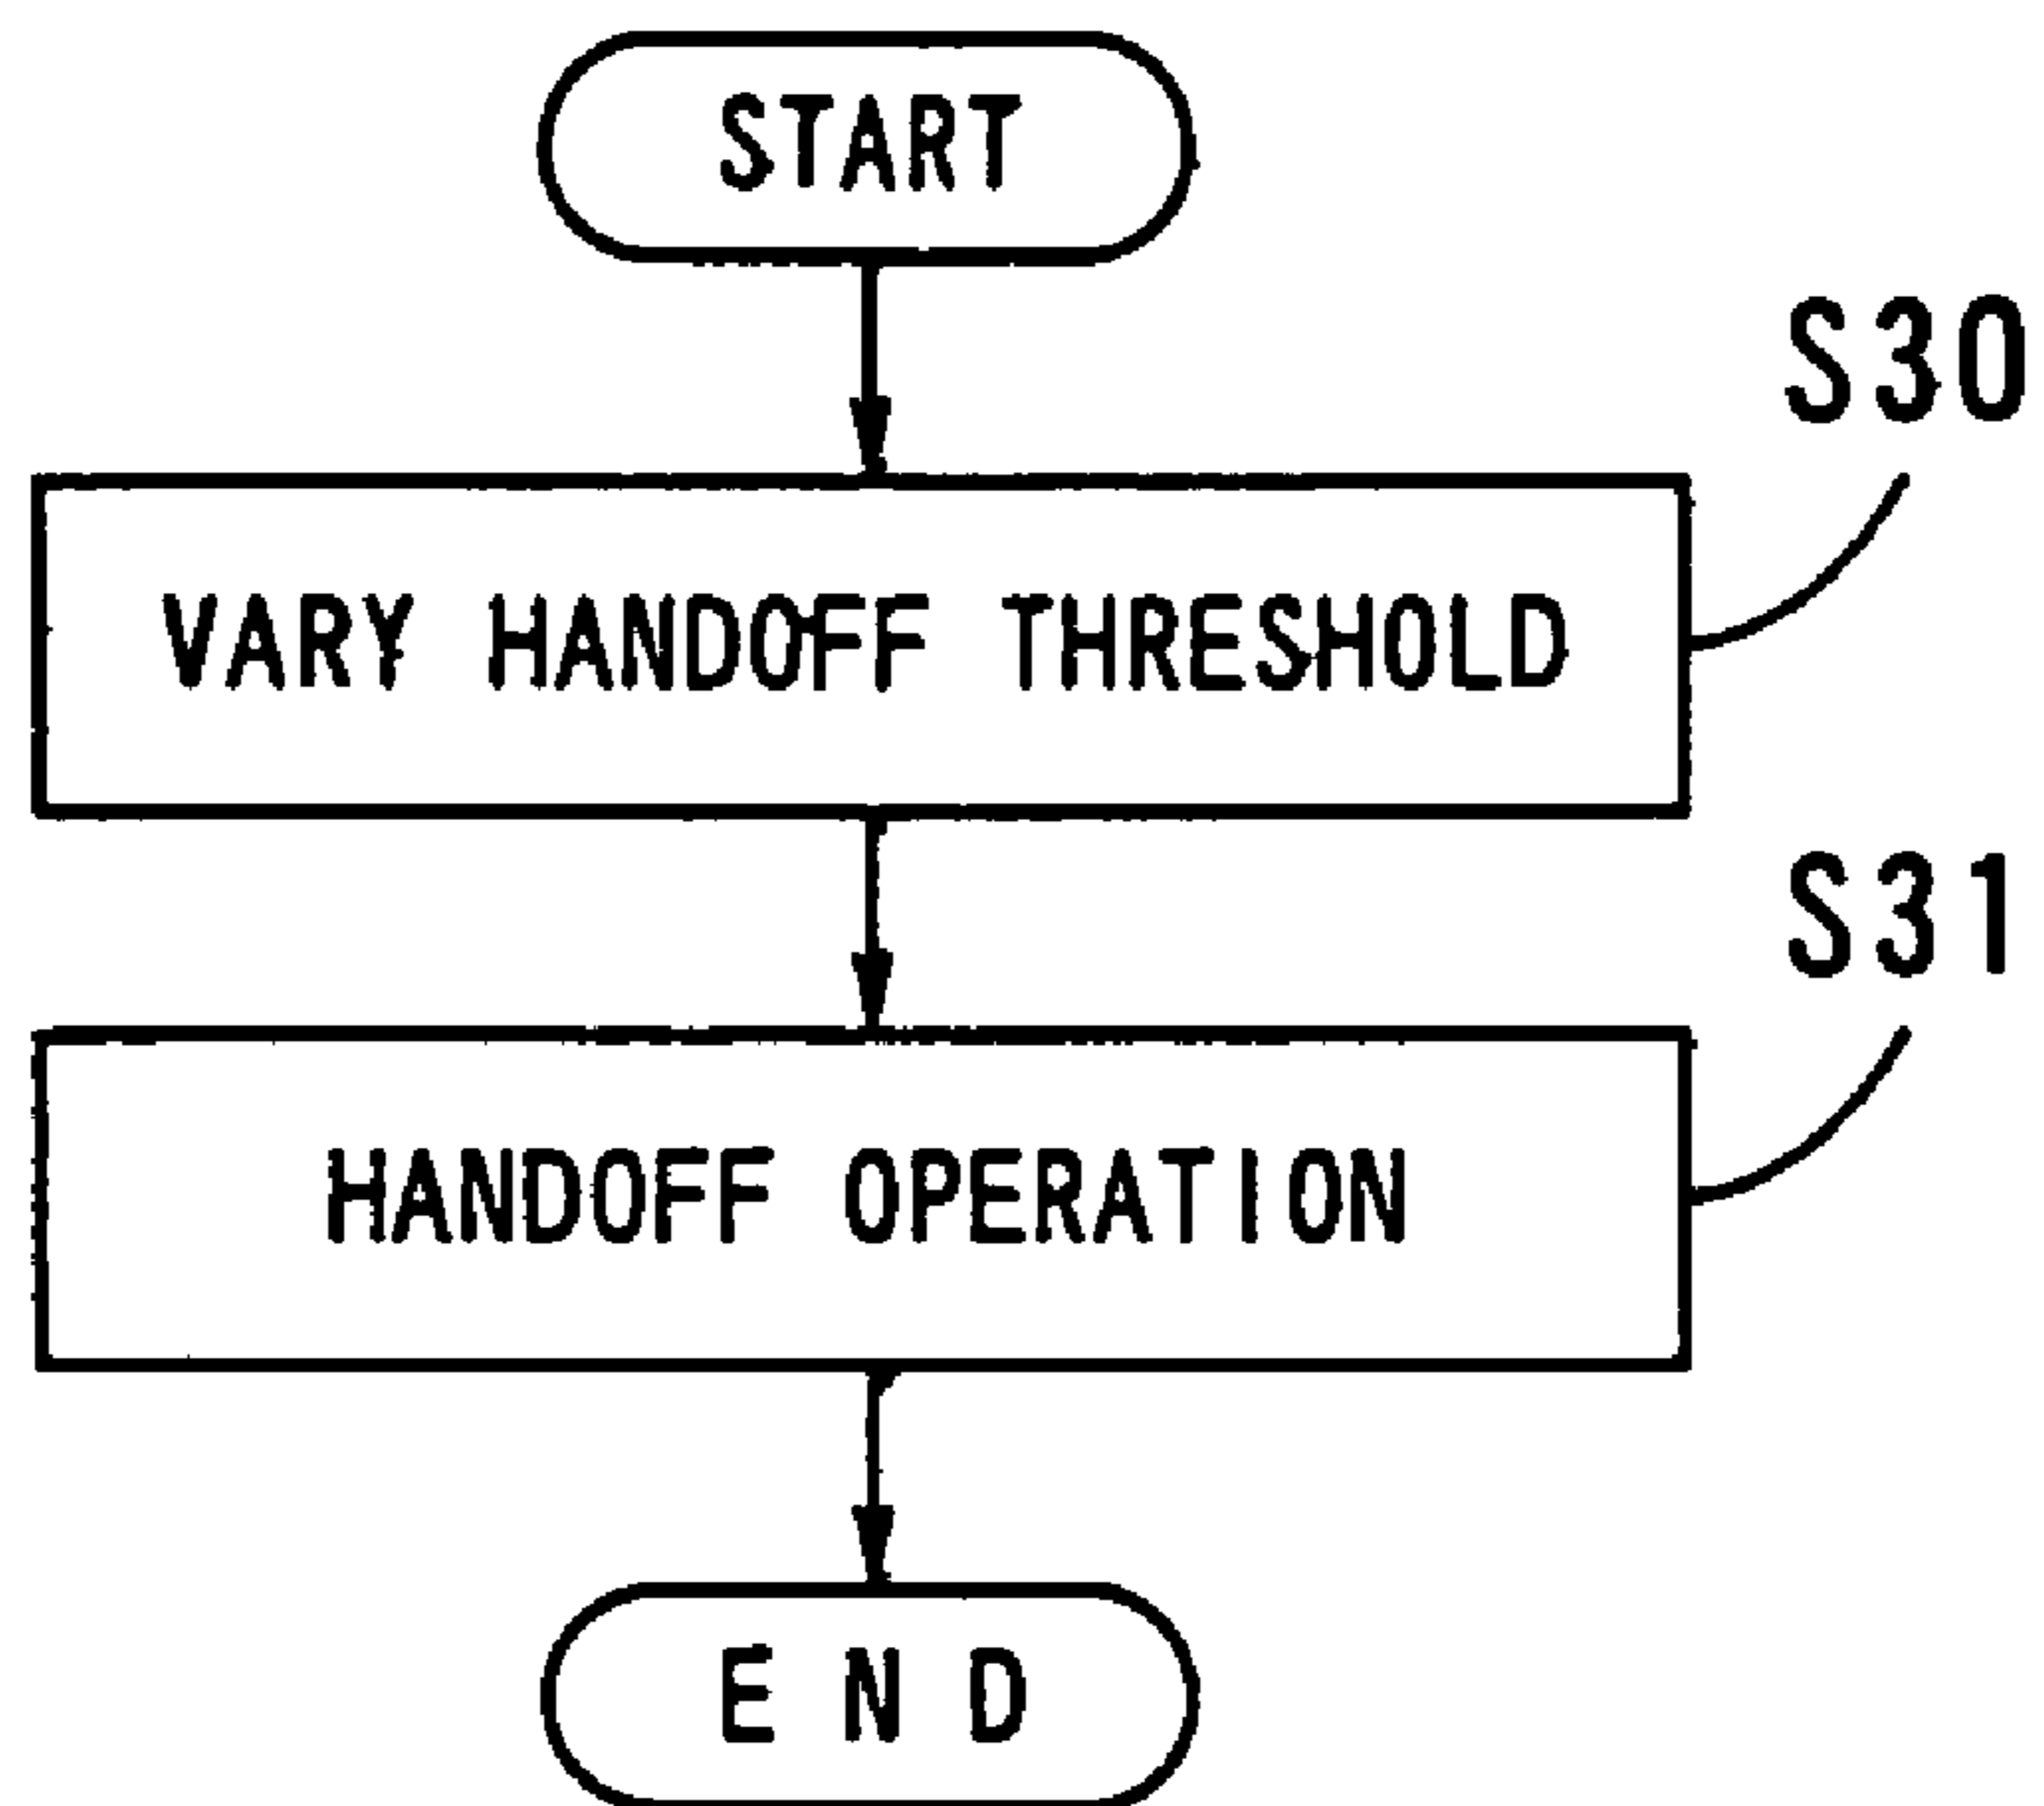 START
S30
VARY HANDOFF THRESHOLD
S31
HANDOFF OPERATION
END